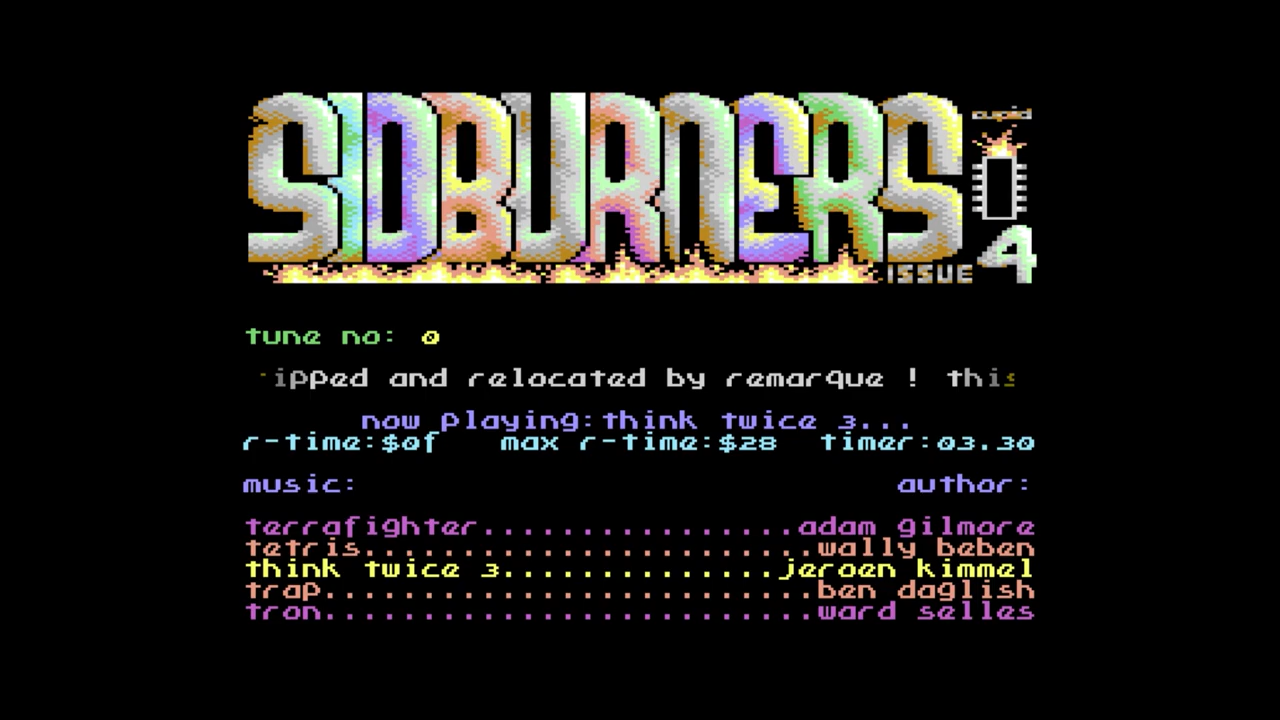 SIDBURNERS
cupid
ISSUE 4
tune no: 0
ipped and relocated by remarque ! this
now playing:think twice 3...
r-time:$0f max r-time:$28 timer:03.30
music: author:
terrafighter................adam gilmore
tetris.......................wally beben
think twice 3..............jeroen kimmel
trap.........................ben daglish
tron.........................ward selles